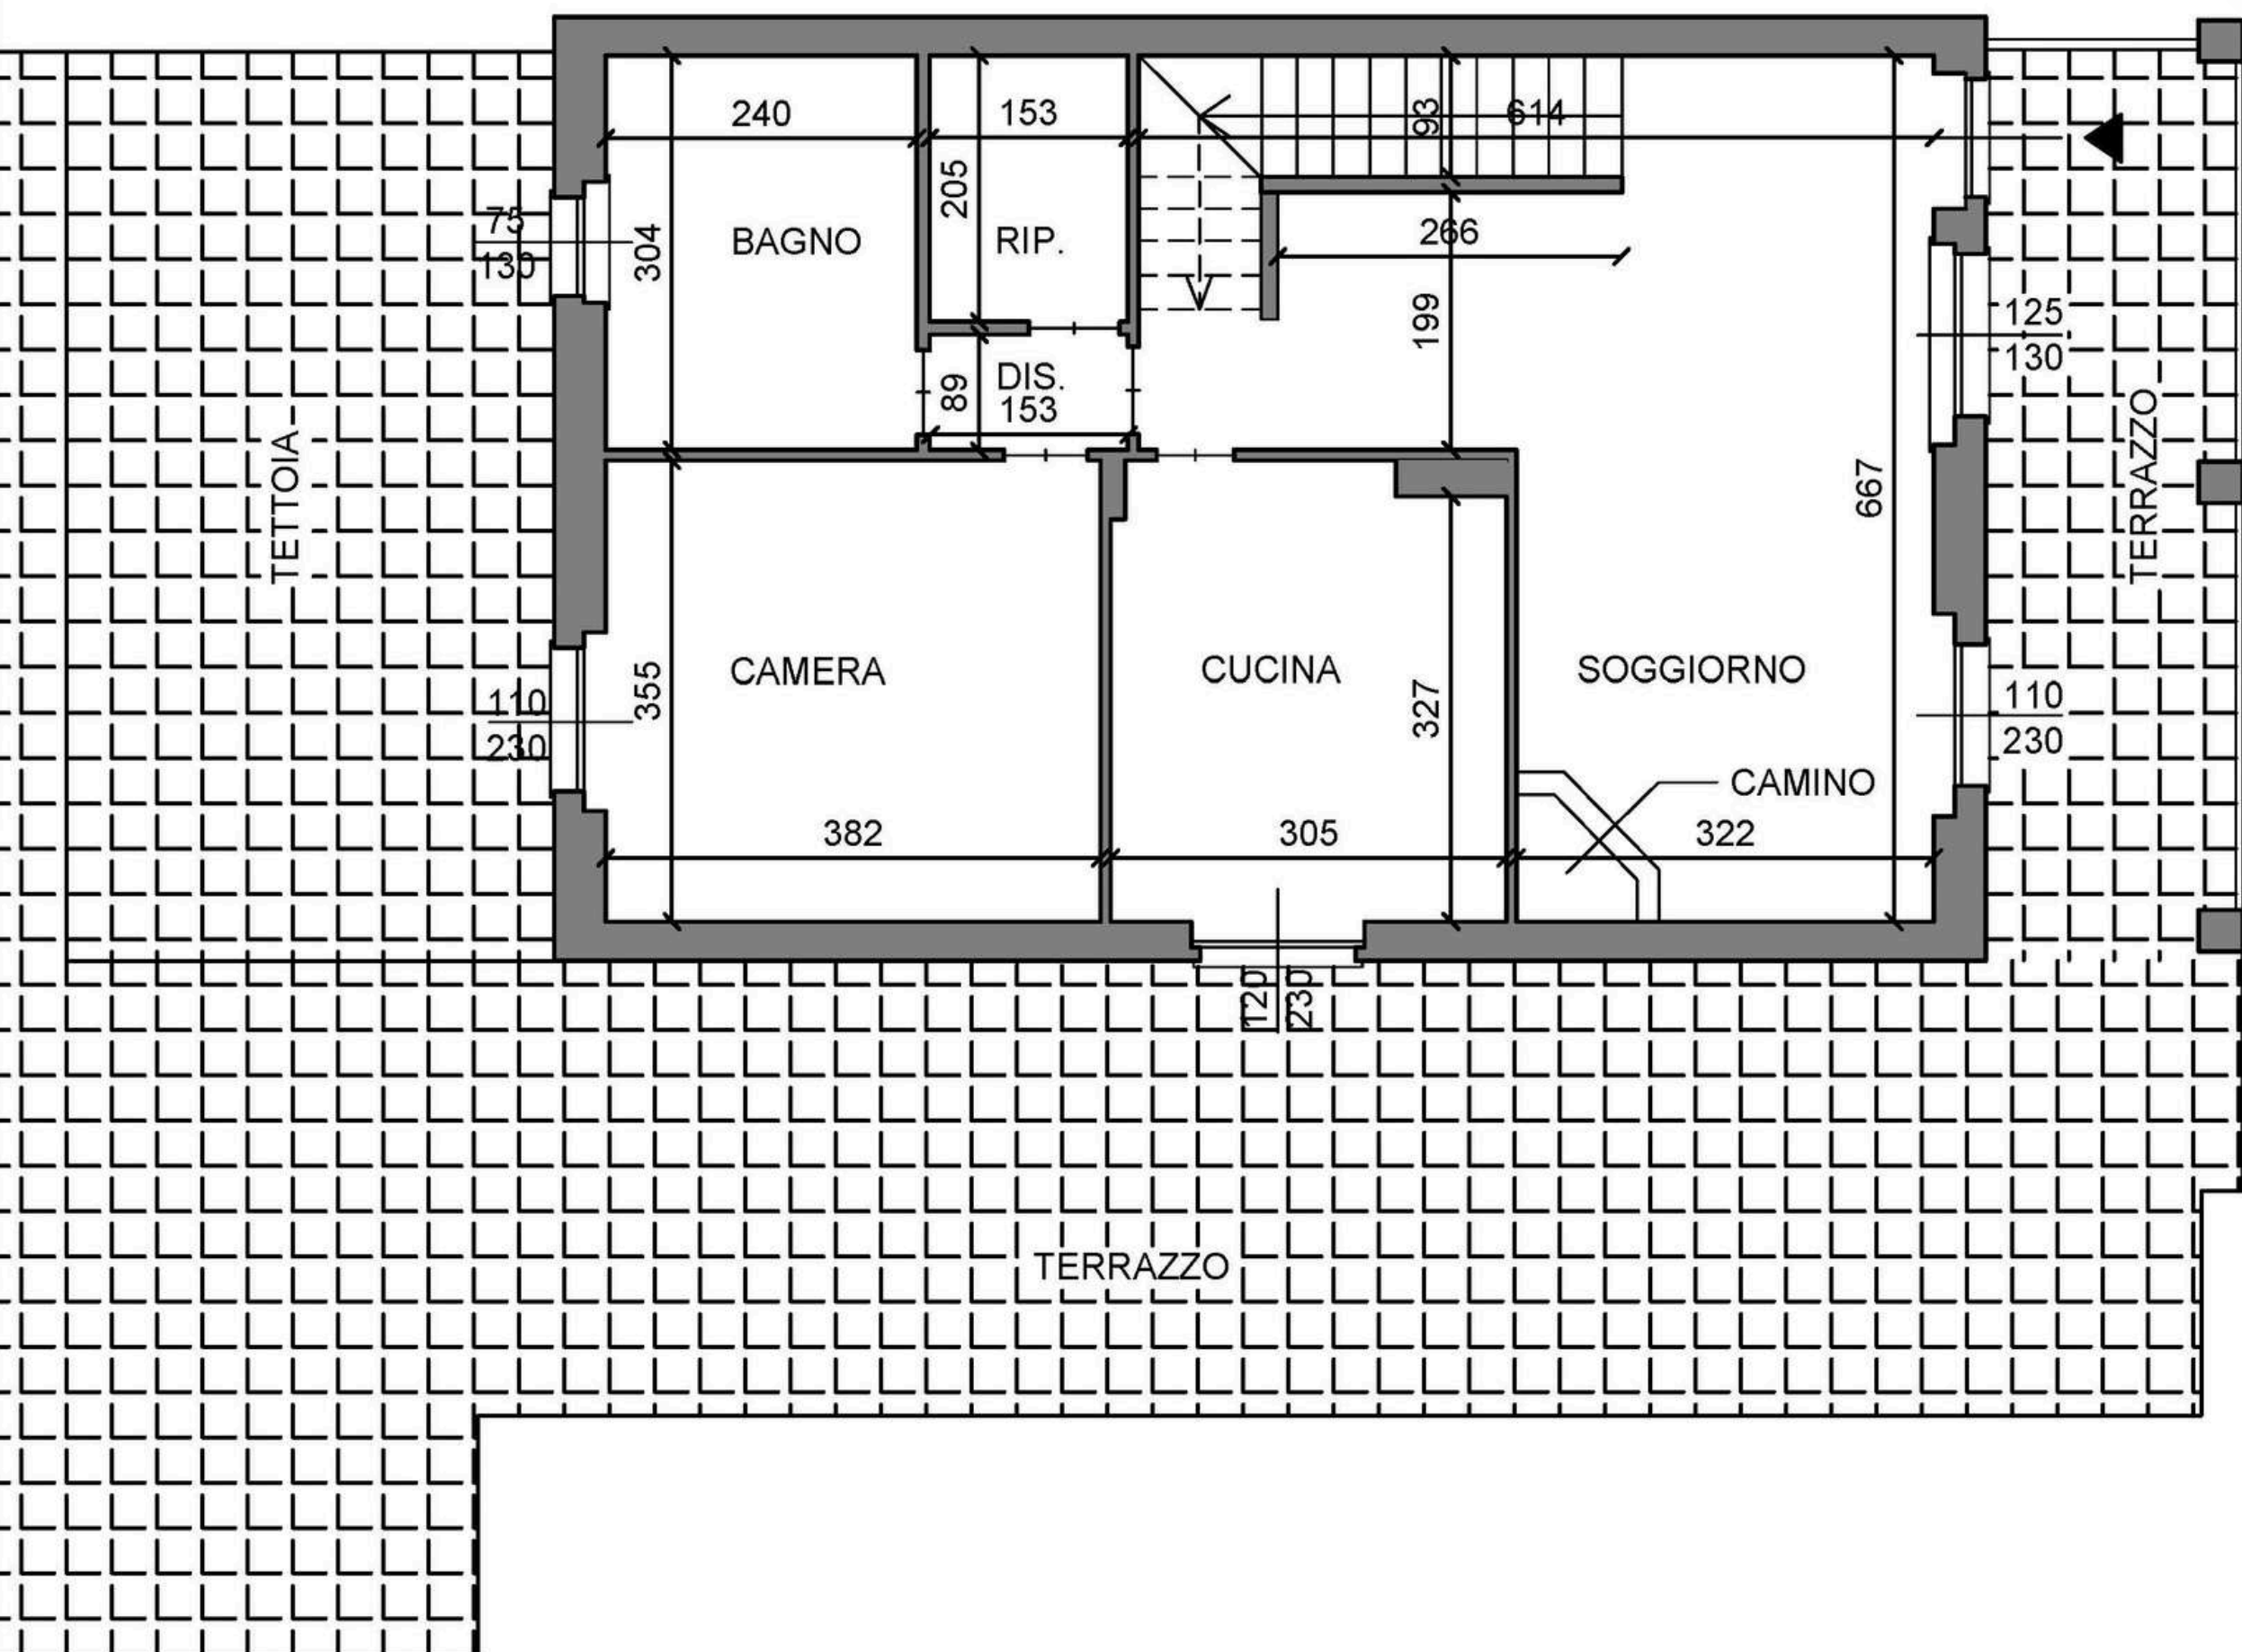 240
153
93
614
75
130
304
205
BAGNO
RIP.
266
199
125
130
DIS.
89
153
TETTOIA
TERRAZZO
667
110
230
355
CAMERA
CUCINA
327
SOGGIORNO
110
230
CAMINO
382
305
322
120
230
TERRAZZO